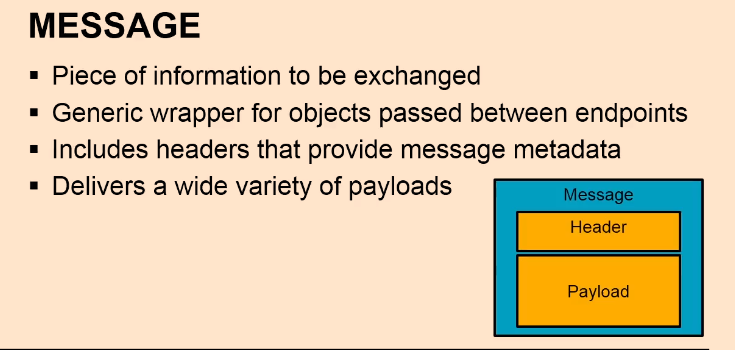 MESSAGE
▪ Piece of information to be exchanged
▪ Generic wrapper for objects passed between endpoints
▪ Includes headers that provide message metadata
▪ Delivers a wide variety of payloads
Message
Header
Payload